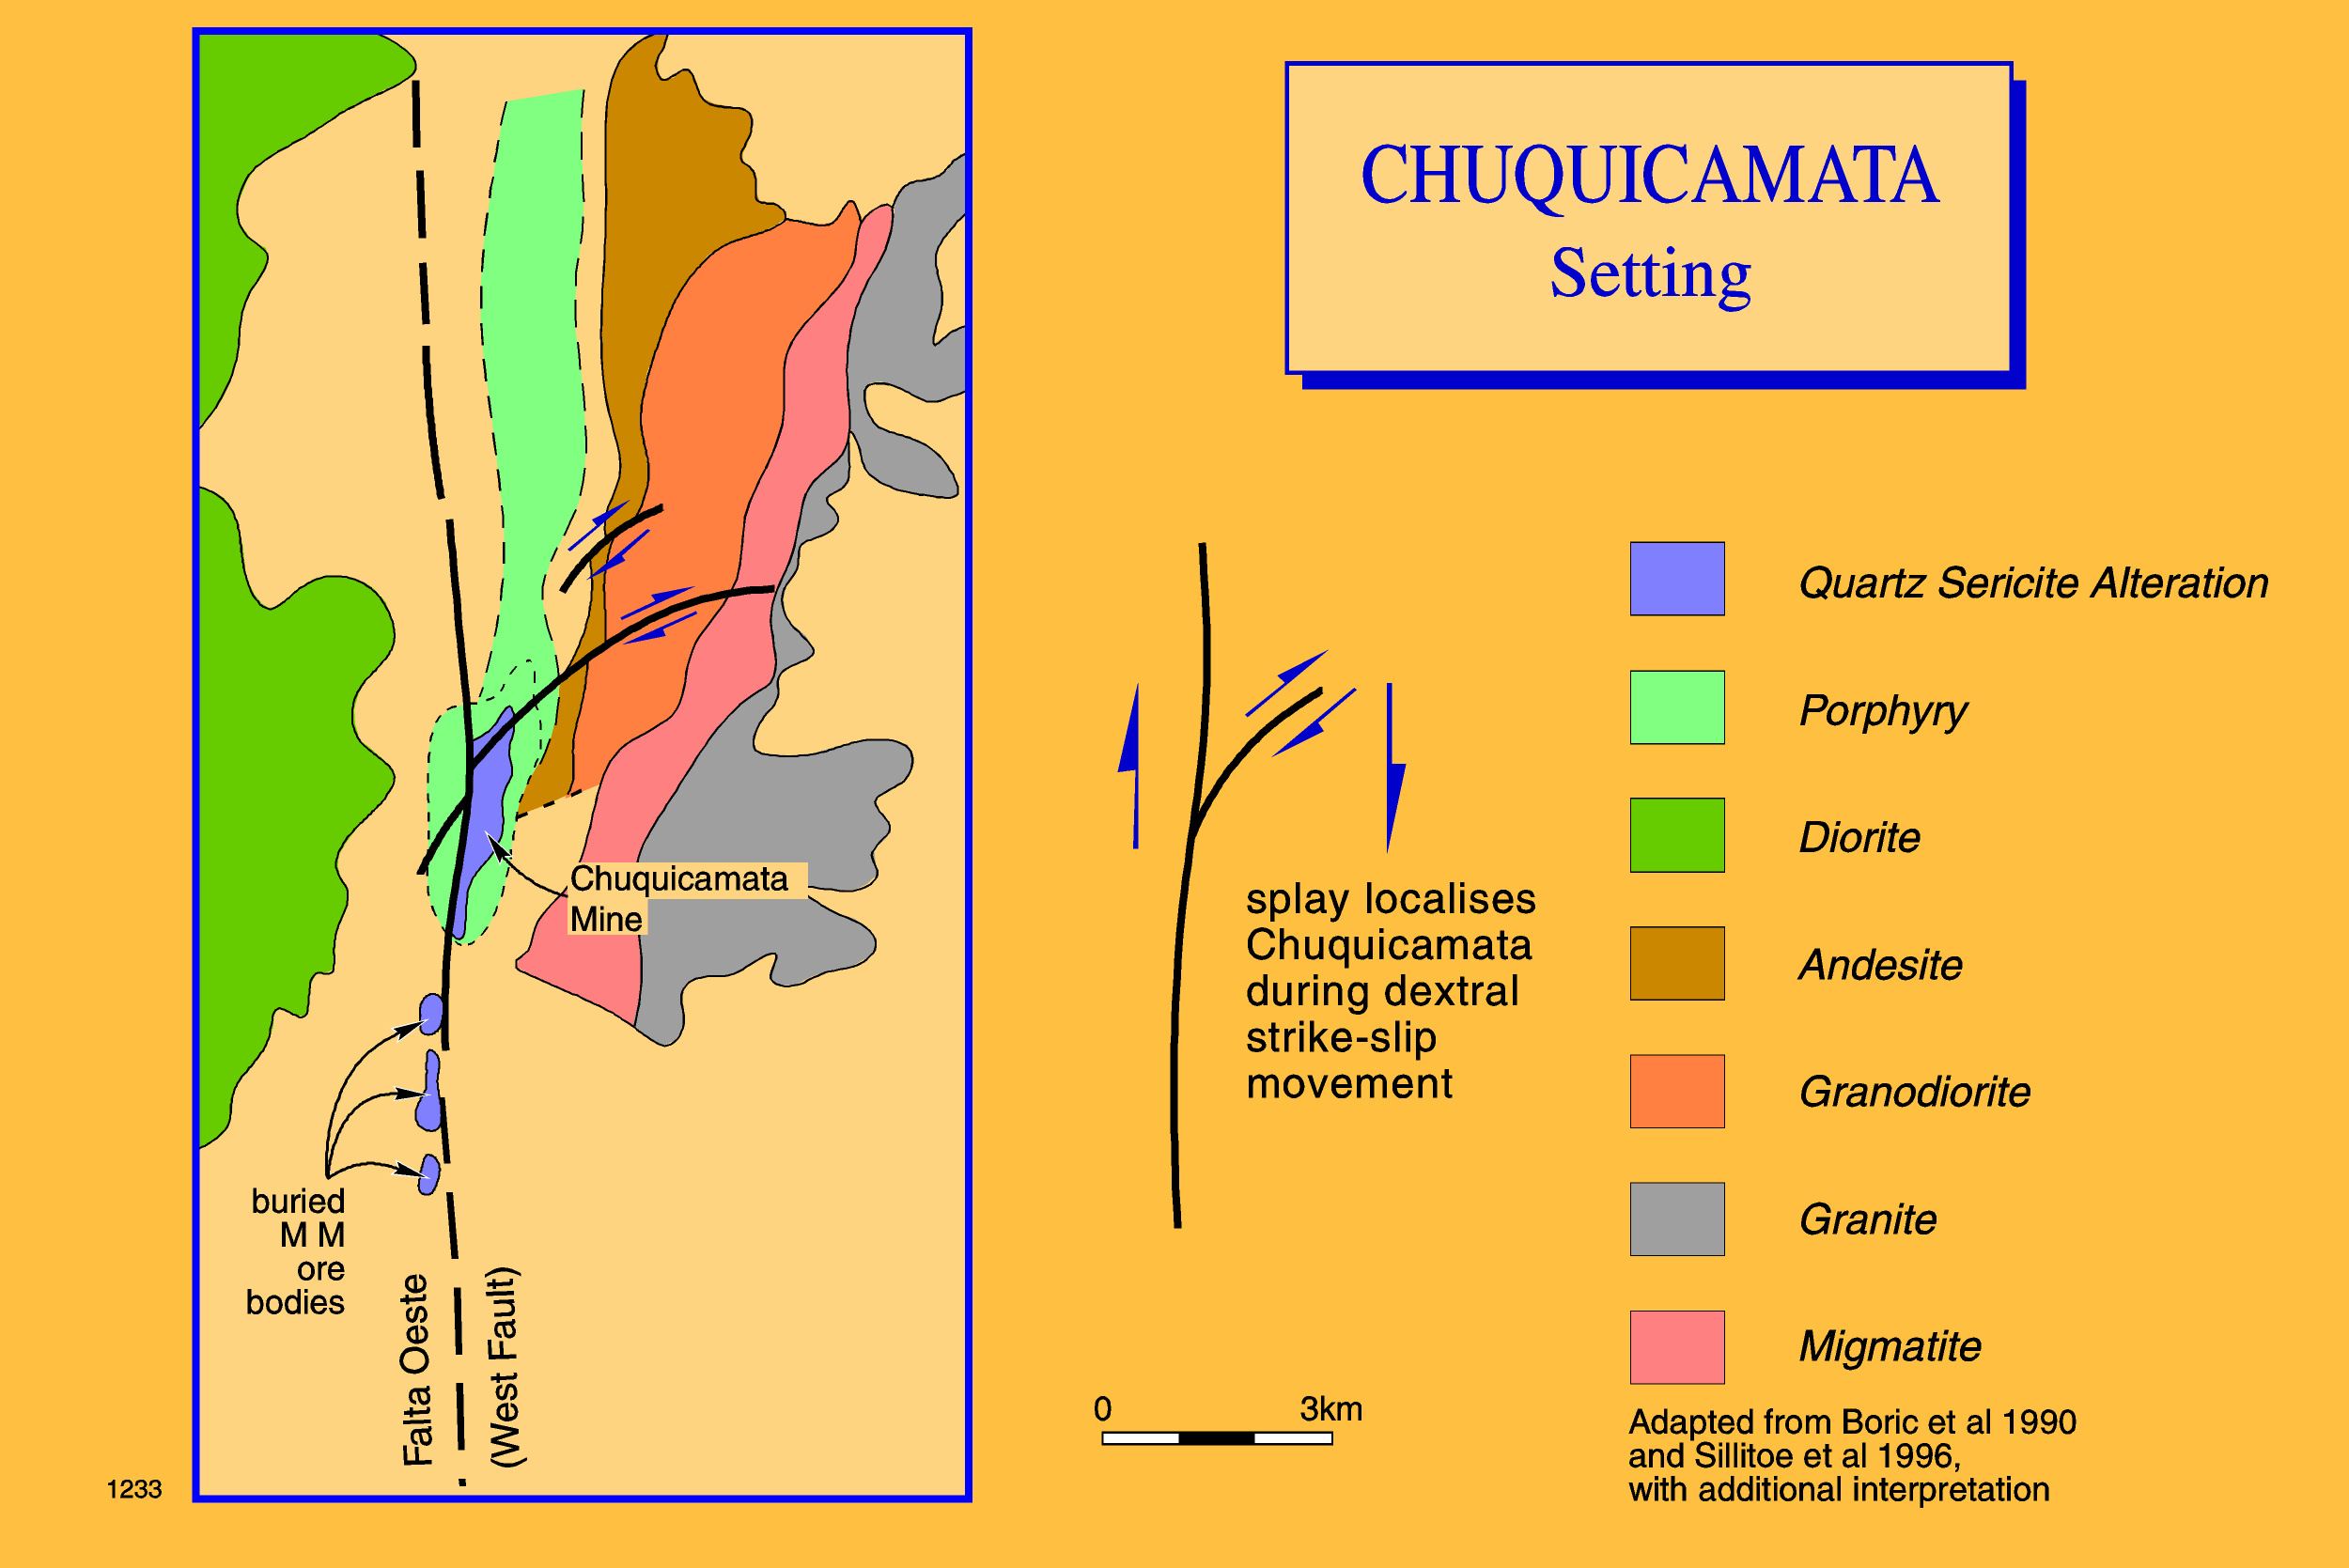 CHUQUICAMATA
Setting
Chuquicamata
Mine
buried
M M
ore
bodies
Falta Oeste
(West Fault)
1233
splay localises
Chuquicamata
during dextral
strike-slip
movement
0 3km
Quartz Sericite Alteration
Porphyry
Diorite
Andesite
Granodiorite
Granite
Migmatite
Adapted from Boric et al 1990
and Sillitoe et al 1996,
with additional interpretation